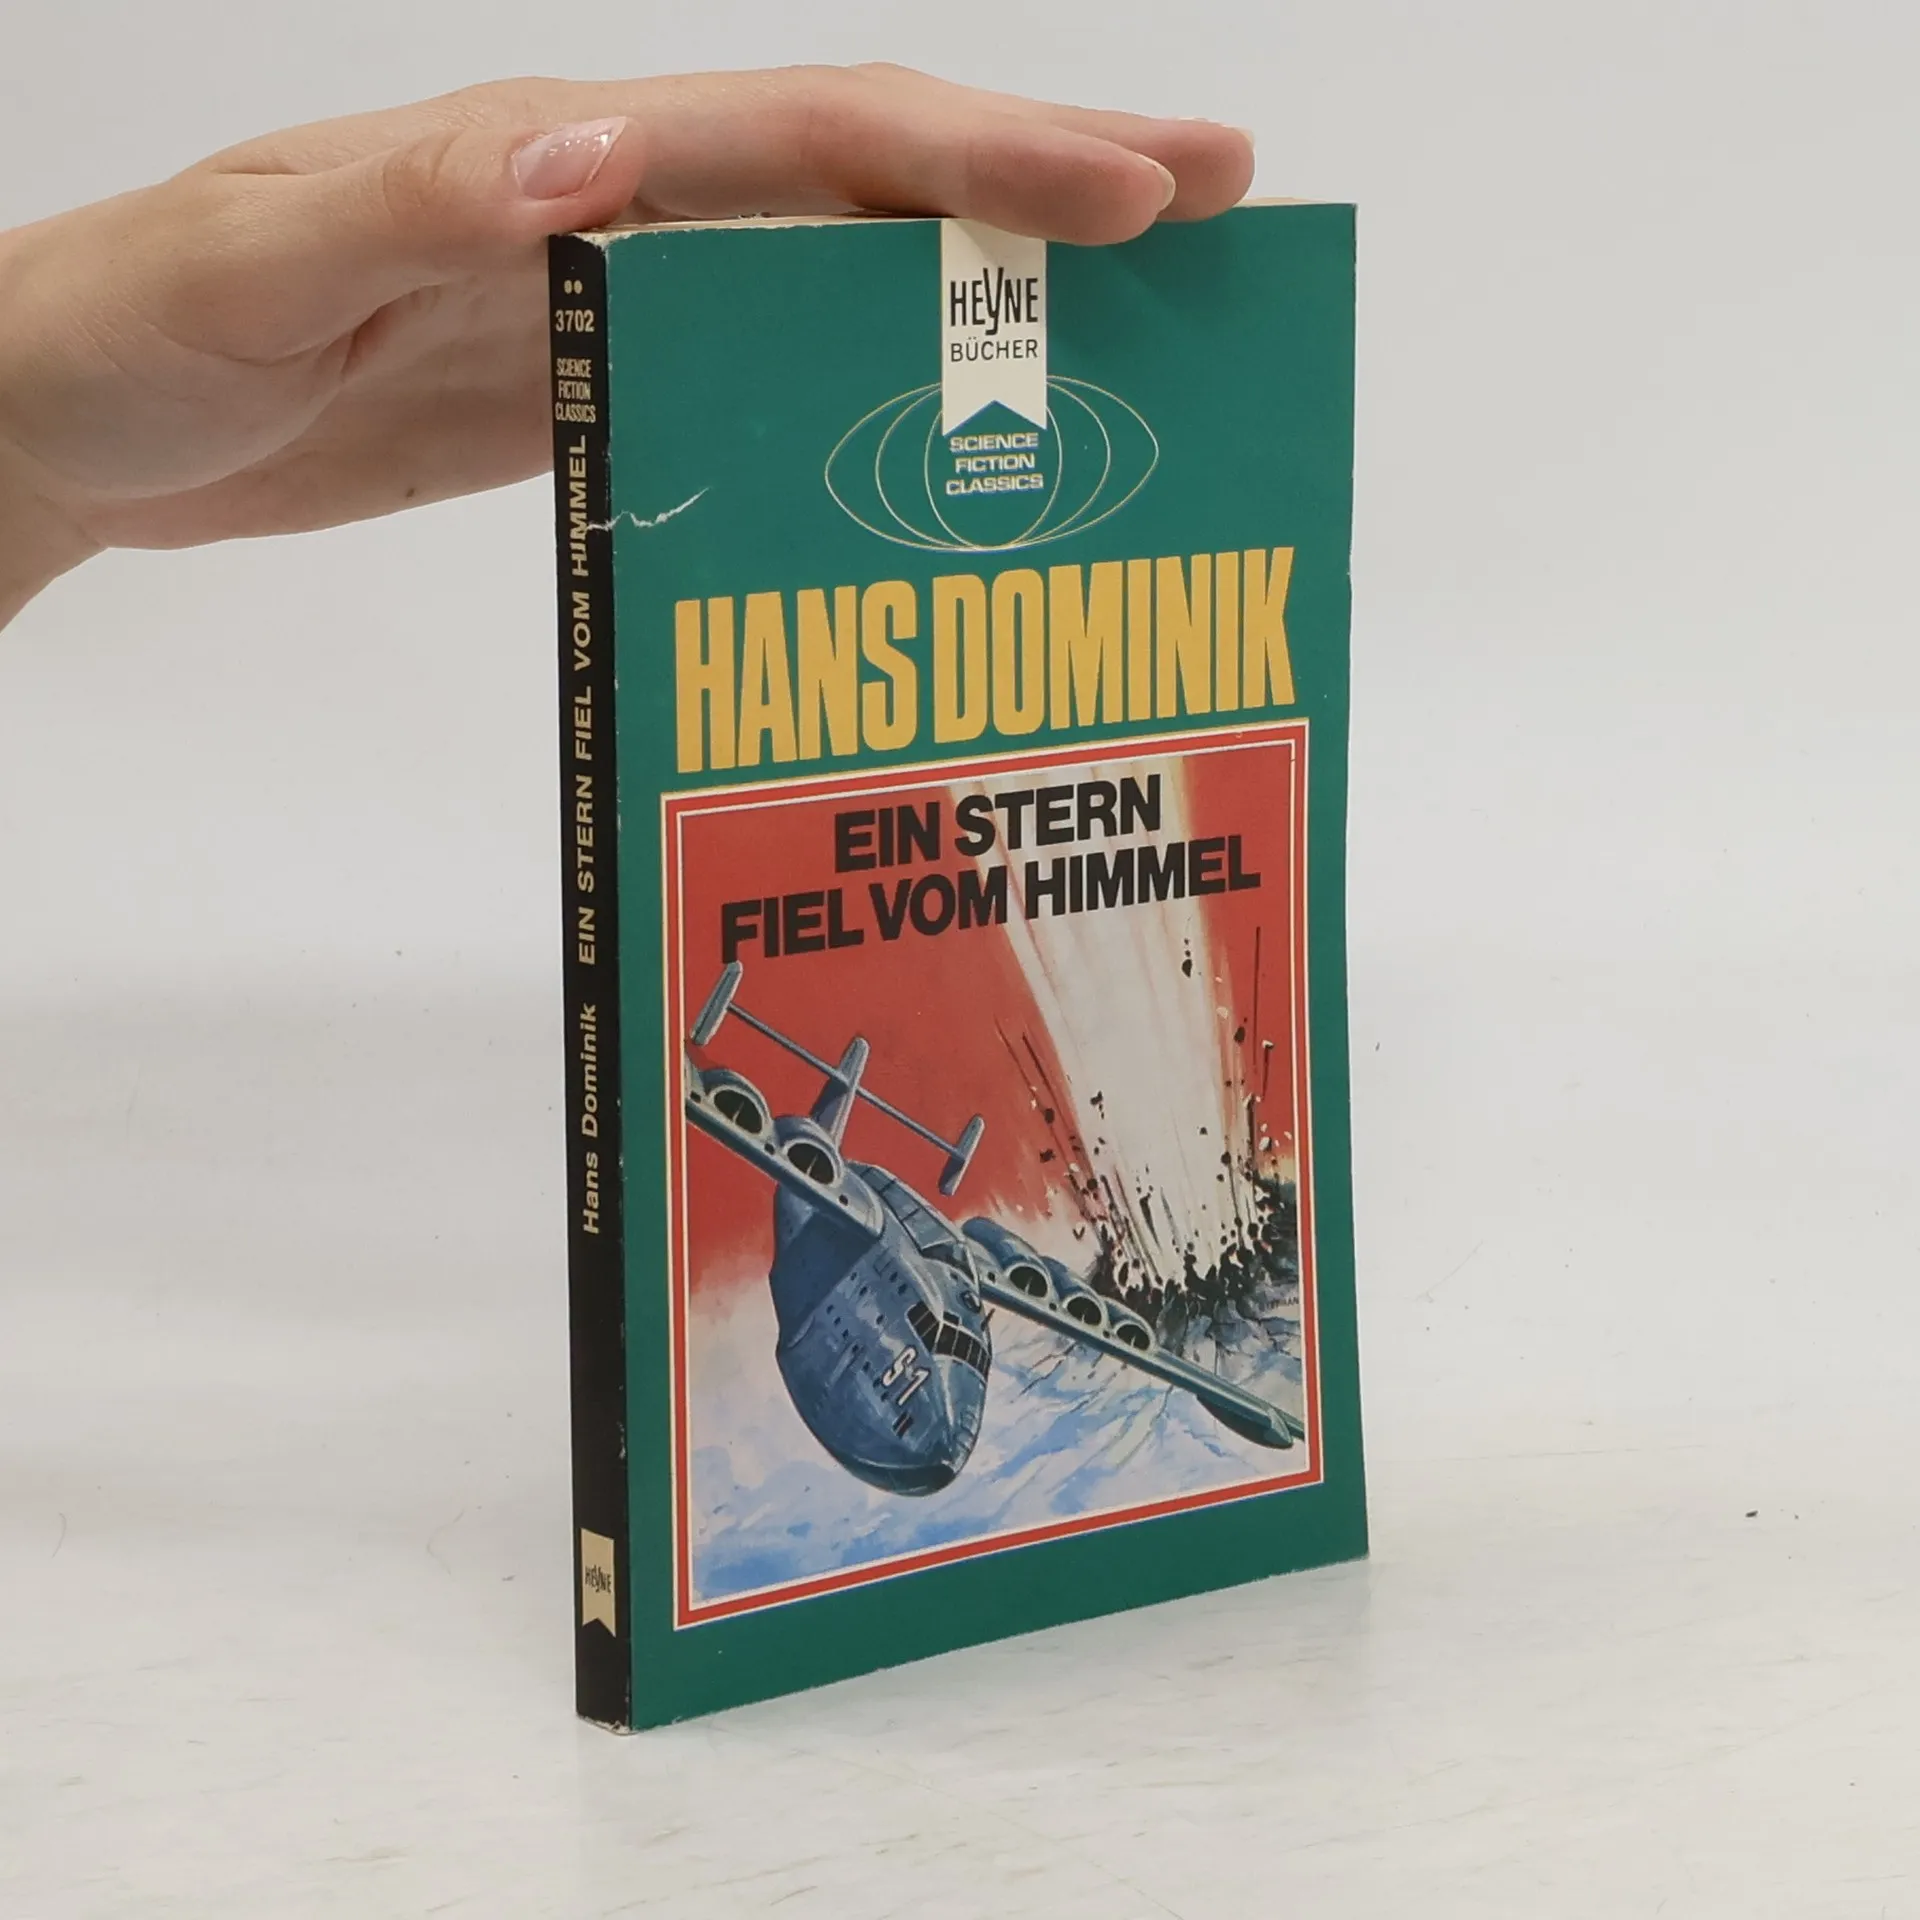 3702
SCIENCE
FICTION
CLASSICS
Hans Dominik EIN STERN FIEL VOM HIMMEL
HEYNE
HEYNE
BÜCHER
SCIENCE
FICTION
CLASSICS
HANS DOMINIK
EIN STERN
FIEL VOM HIMMEL
S1